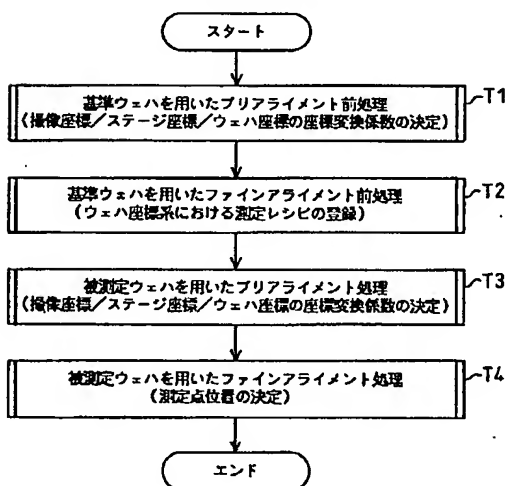 スタート
T1
基準ウェハを用いたプリアライメント前処理
(撮像座標/ステージ座標/ウェハ座標の座標変換係数の決定)
T2
基準ウェハを用いたファインアライメント前処理
(ウェハ座標系における測定レシピの登録)
T3
被測定ウェハを用いたプリアライメント処理
(撮像座標/ステージ座標/ウェハ座標の座標変換係数の決定)
T4
被測定ウェハを用いたファインアライメント処理
(測定点位置の決定)
エンド